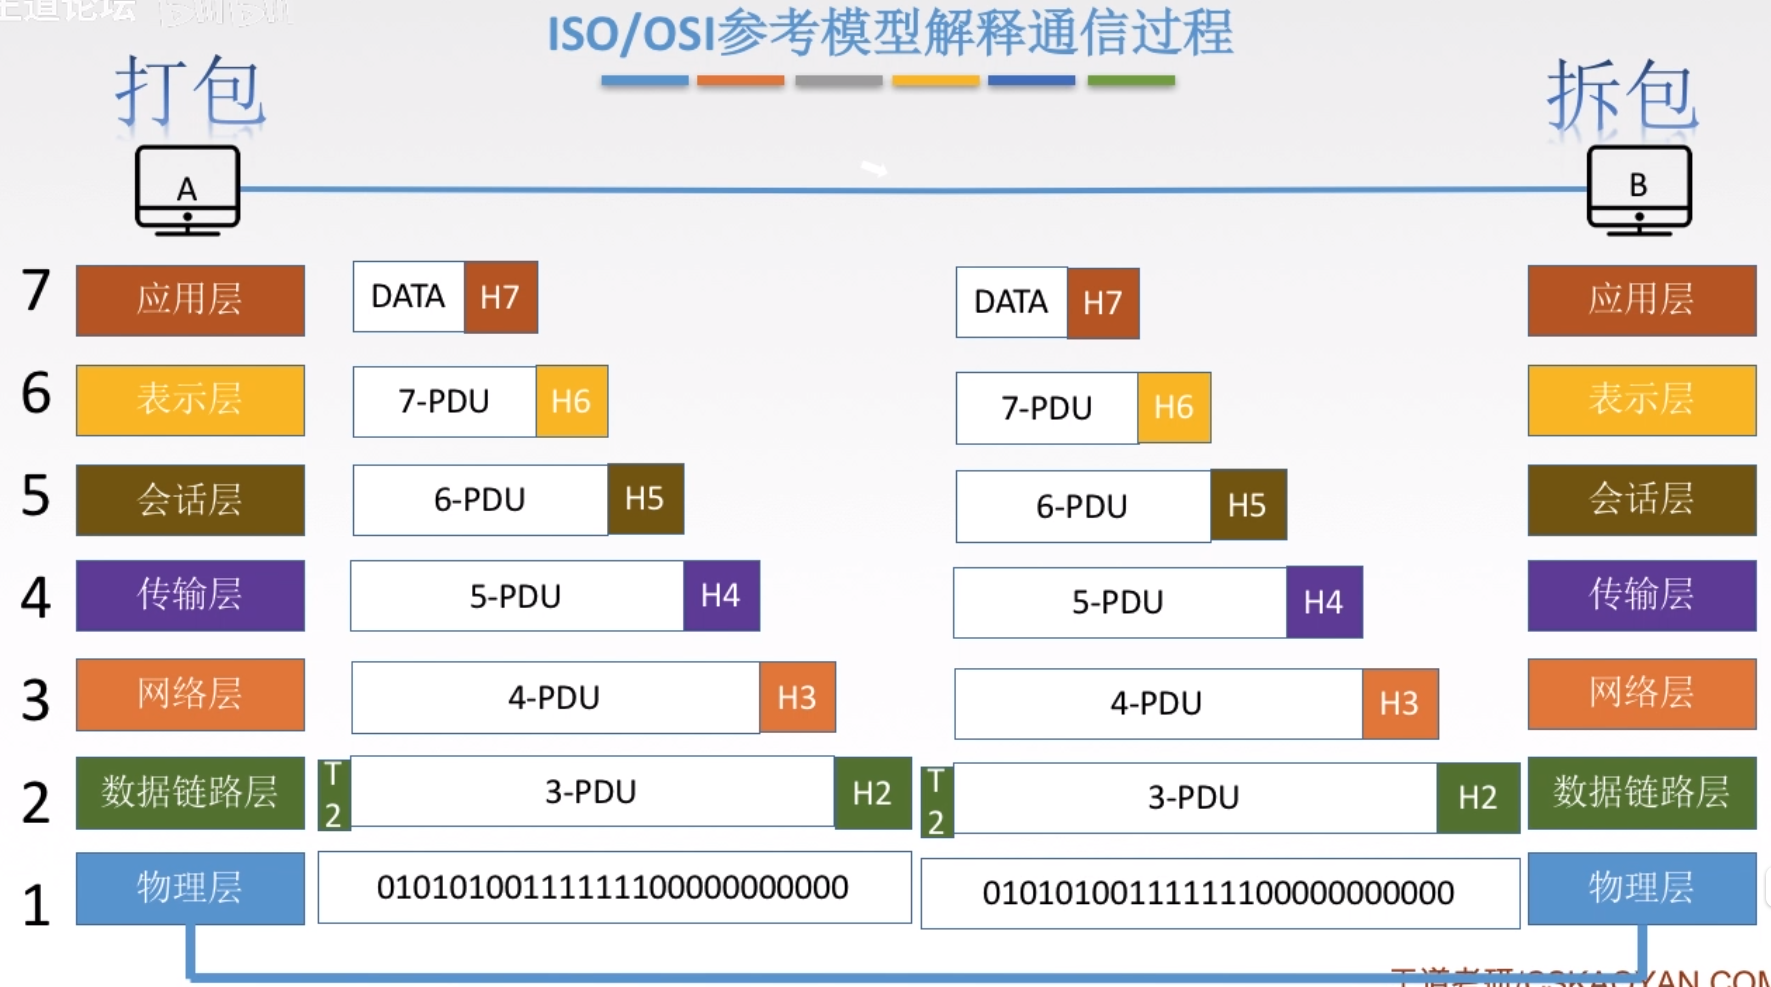 王道论坛 bilibili
ISO/OSI参考模型解释通信过程
打包 拆包
A B
7 应用层 DATA H7 DATA H7 应用层
6 表示层 7-PDU H6 7-PDU H6 表示层
5 会话层 6-PDU H5 6-PDU H5 会话层
4 传输层 5-PDU H4 5-PDU H4 传输层
3 网络层 4-PDU H3 4-PDU H3 网络层
2 数据链路层 T2 3-PDU H2 T2 3-PDU H2 数据链路层
1 物理层 010101001111111100000000000 010101001111111100000000000 物理层
王道考研/CSKAOYAN.COM